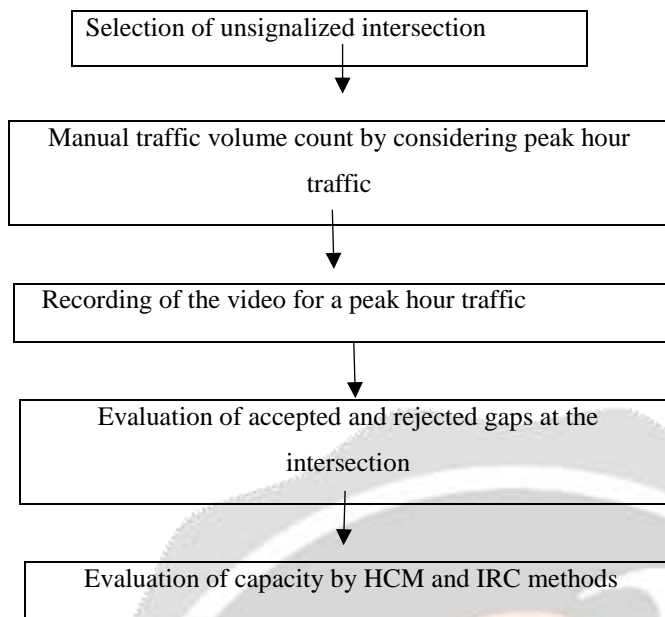 Selection of unsignalized intersection
Manual traffic volume count by considering peak hour
traffic
Recording of the video for a peak hour traffic
Evaluation of accepted and rejected gaps at the
intersection
Evaluation of capacity by HCM and IRC methods